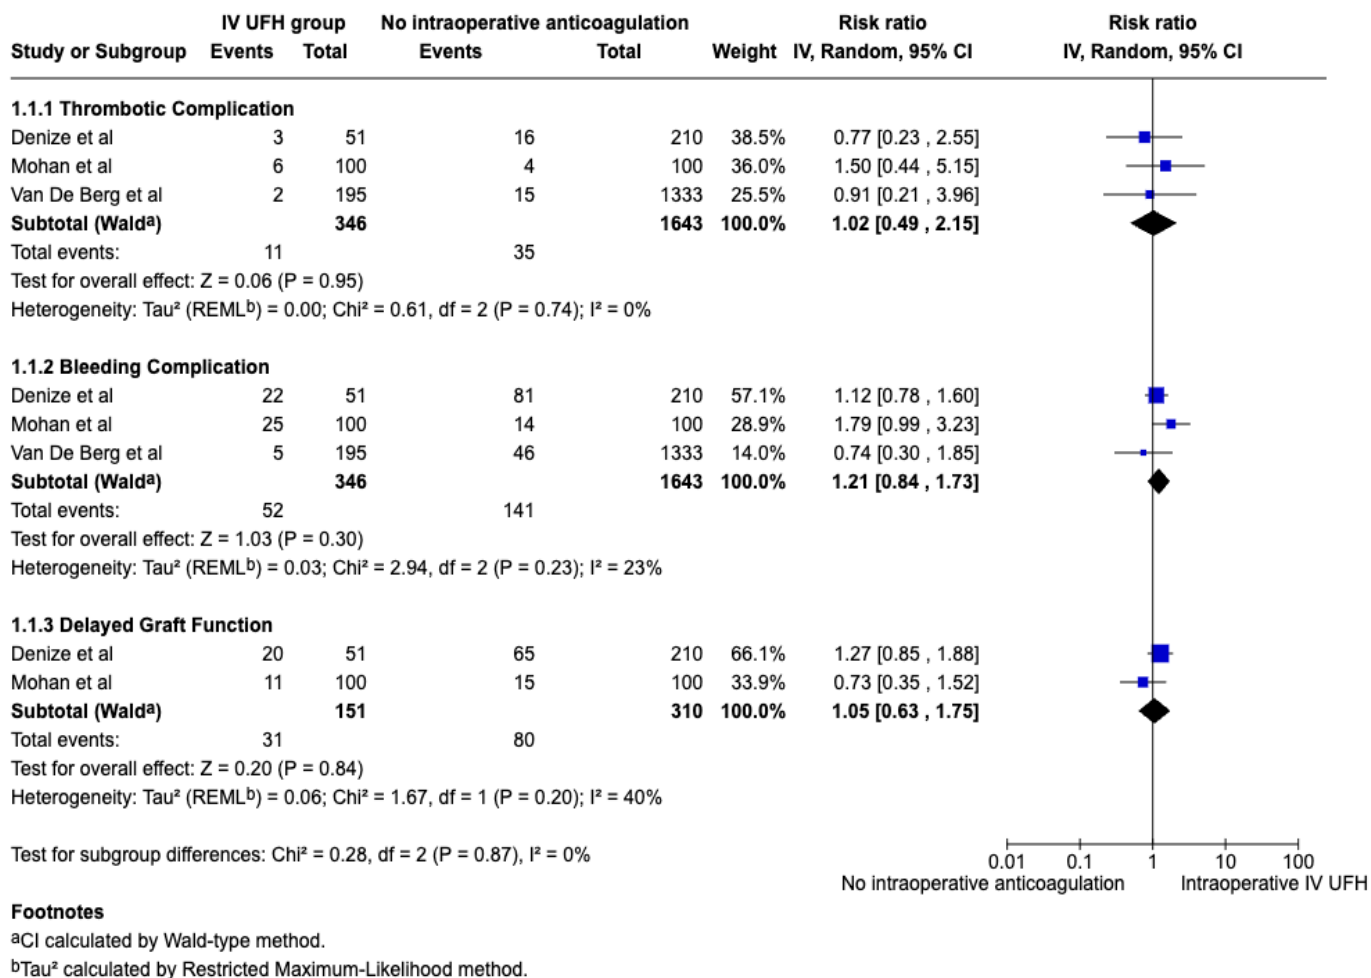 IV UFH group No intraoperative anticoagulation Risk ratio Risk ratio
Study or Subgroup Events Total Events Total Weight IV, Random, 95% CI IV, Random, 95% CI
1.1.1 Thrombotic Complication
Denize et al 3 51 16 210 38.5% 0.77 [0.23 , 2.55]
Mohan et al 6 100 4 100 36.0% 1.50 [0.44 , 5.15]
Van De Berg et al 2 195 15 1333 25.5% 0.91 [0.21 , 3.96]
Subtotal (Waldᵃ) 346 1643 100.0% 1.02 [0.49 , 2.15]
Total events: 11 35
Test for overall effect: Z = 0.06 (P = 0.95)
Heterogeneity: Tau² (REMLᵇ) = 0.00; Chi² = 0.61, df = 2 (P = 0.74); I² = 0%
1.1.2 Bleeding Complication
Denize et al 22 51 81 210 57.1% 1.12 [0.78 , 1.60]
Mohan et al 25 100 14 100 28.9% 1.79 [0.99 , 3.23]
Van De Berg et al 5 195 46 1333 14.0% 0.74 [0.30 , 1.85]
Subtotal (Waldᵃ) 346 1643 100.0% 1.21 [0.84 , 1.73]
Total events: 52 141
Test for overall effect: Z = 1.03 (P = 0.30)
Heterogeneity: Tau² (REMLᵇ) = 0.03; Chi² = 2.94, df = 2 (P = 0.23); I² = 23%
1.1.3 Delayed Graft Function
Denize et al 20 51 65 210 66.1% 1.27 [0.85 , 1.88]
Mohan et al 11 100 15 100 33.9% 0.73 [0.35 , 1.52]
Subtotal (Waldᵃ) 151 310 100.0% 1.05 [0.63 , 1.75]
Total events: 31 80
Test for overall effect: Z = 0.20 (P = 0.84)
Heterogeneity: Tau² (REMLᵇ) = 0.06; Chi² = 1.67, df = 1 (P = 0.20); I² = 40%
Test for subgroup differences: Chi² = 0.28, df = 2 (P = 0.87), I² = 0%
0.01 0.1 1 10 100
No intraoperative anticoagulation Intraoperative IV UFH
Footnotes
ᵃCI calculated by Wald-type method.
ᵇTau² calculated by Restricted Maximum-Likelihood method.